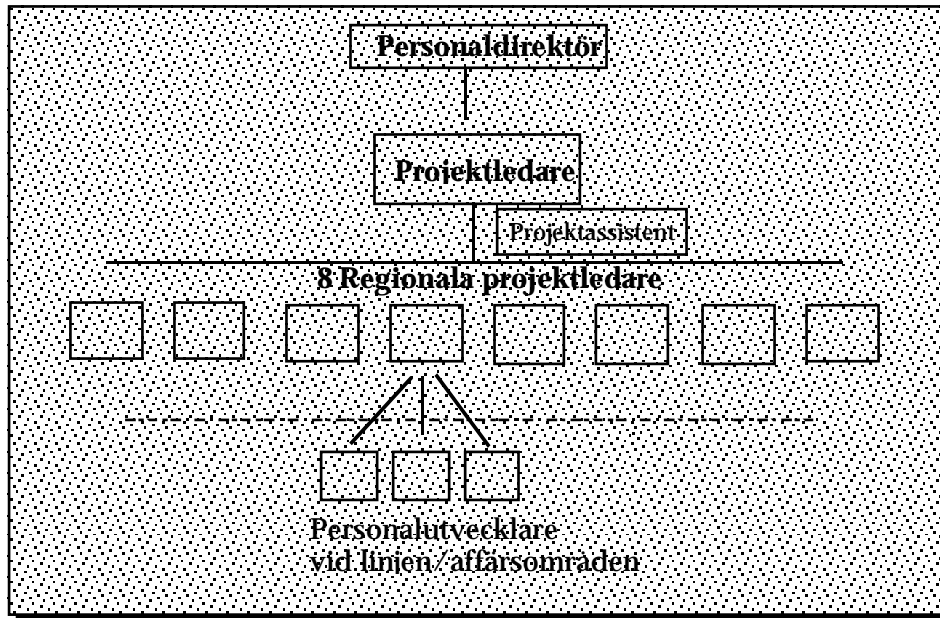 Personaldirektör
Projektledare
Projektassistent
8 Regionala projektledare
Personalutvecklare
vid linjen/affärsområden